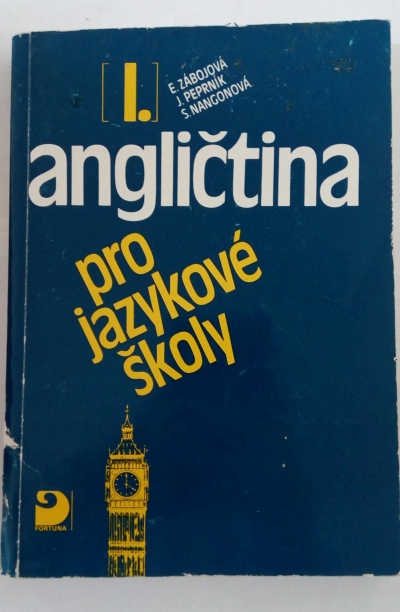 [I.]
E. ZÁBOJOVÁ
J. PEPRNÍK
S. NANGONOVÁ
angličtina
pro
jazykové
školy
FORTUNA